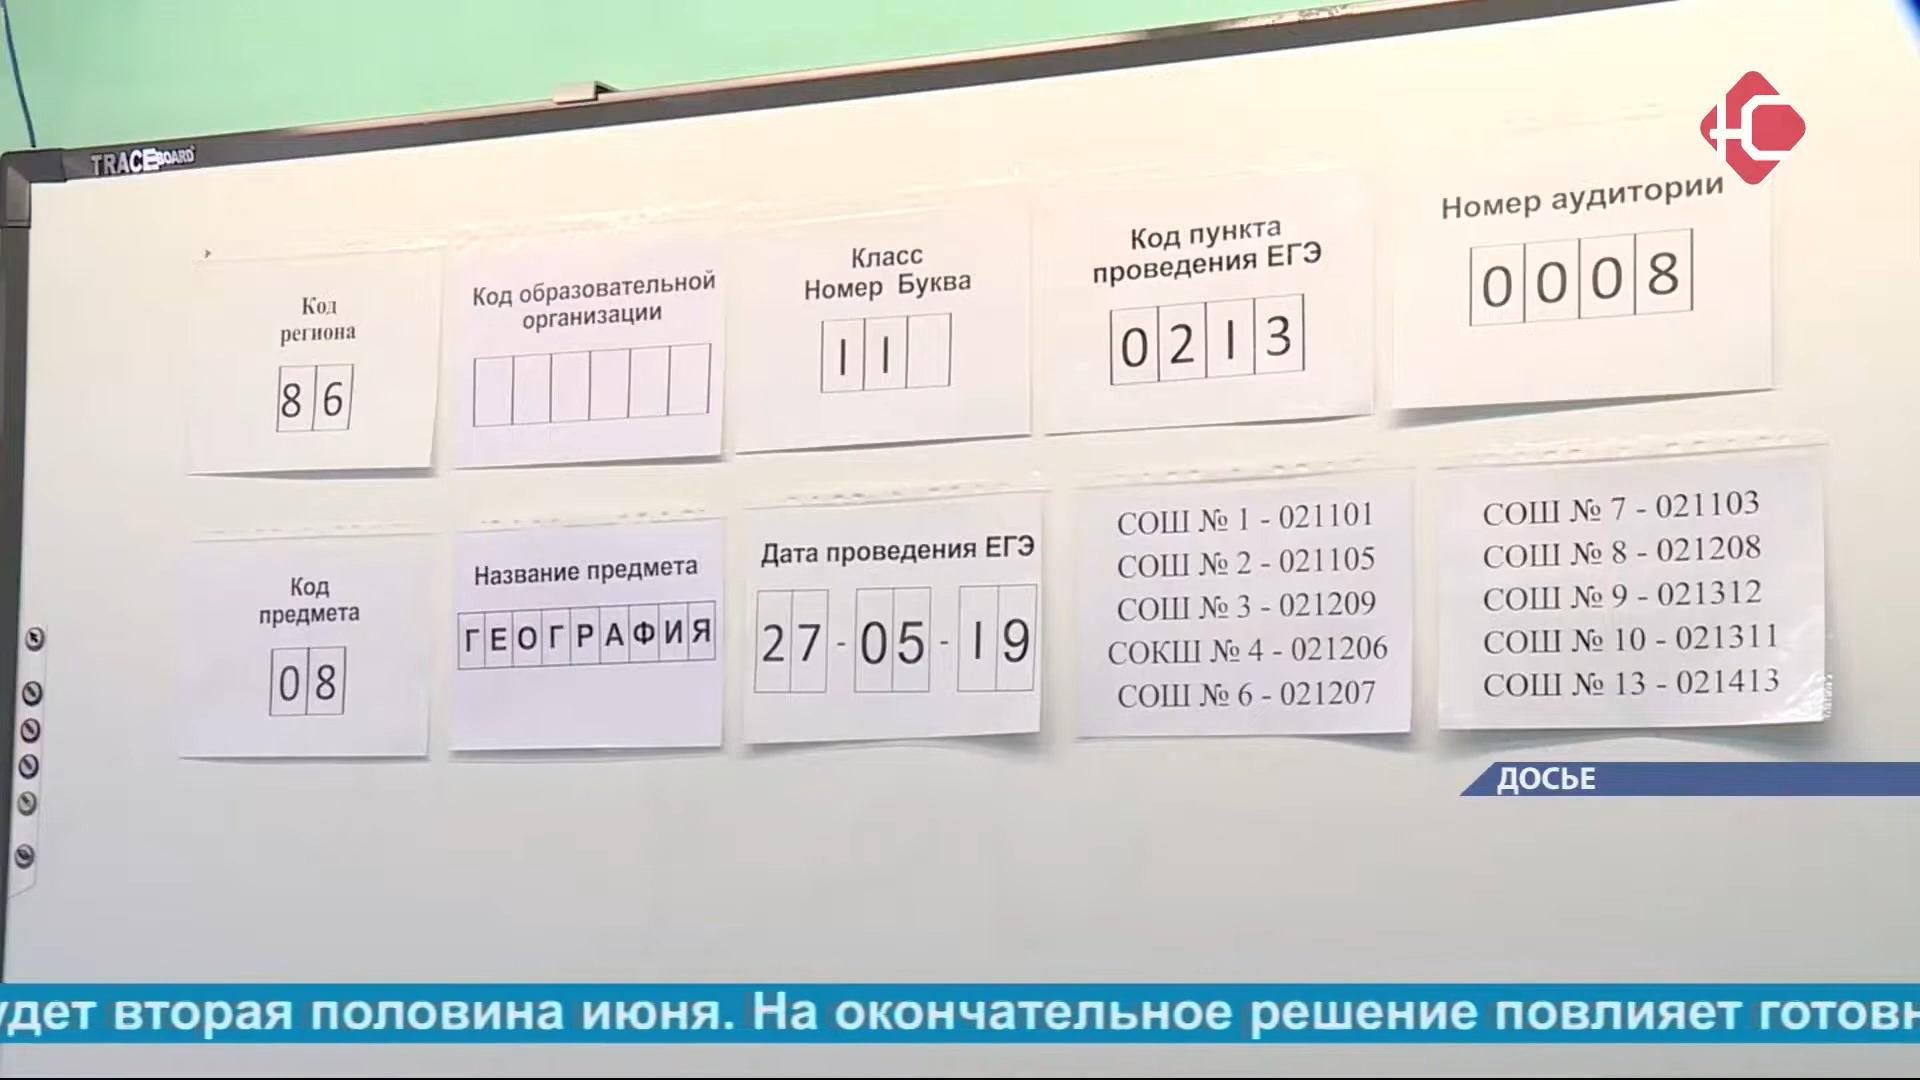 TRACEBOARD
Код
региона
86
Код образовательной
организации
Класс
Номер Буква
11
Код пункта
проведения ЕГЭ
0213
Номер аудитории
0008
Код
предмета
08
Название предмета
ГЕОГРАФИЯ
Дата проведения ЕГЭ
27-05-19
СОШ № 1 - 021101
СОШ № 2 - 021105
СОШ № 3 - 021209
СОКШ № 4 - 021206
СОШ № 6 - 021207
СОШ № 7 - 021103
СОШ № 8 - 021208
СОШ № 9 - 021312
СОШ № 10 - 021311
СОШ № 13 - 021413
ДОСЬЕ
удет вторая половина июня. На окончательное решение повлияет готовн